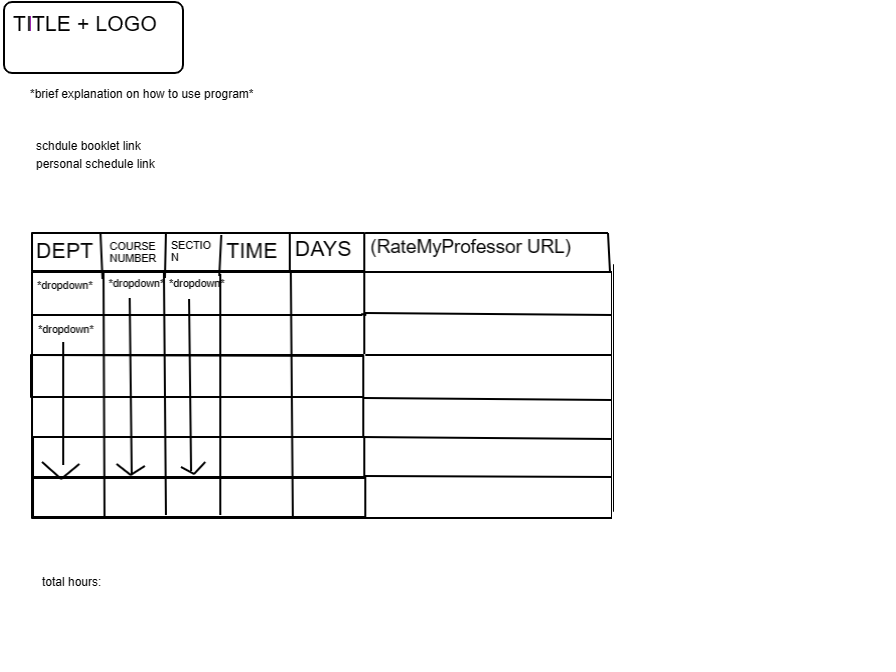 TITLE + LOGO
*brief explanation on how to use program*
schdule booklet link
personal schedule link
DEPT
COURSE
NUMBER
SECTIO
N
TIME
DAYS
(RateMyProfessor URL)
*dropdown*
*dropdown*
*dropdown*
*dropdown*
total hours: